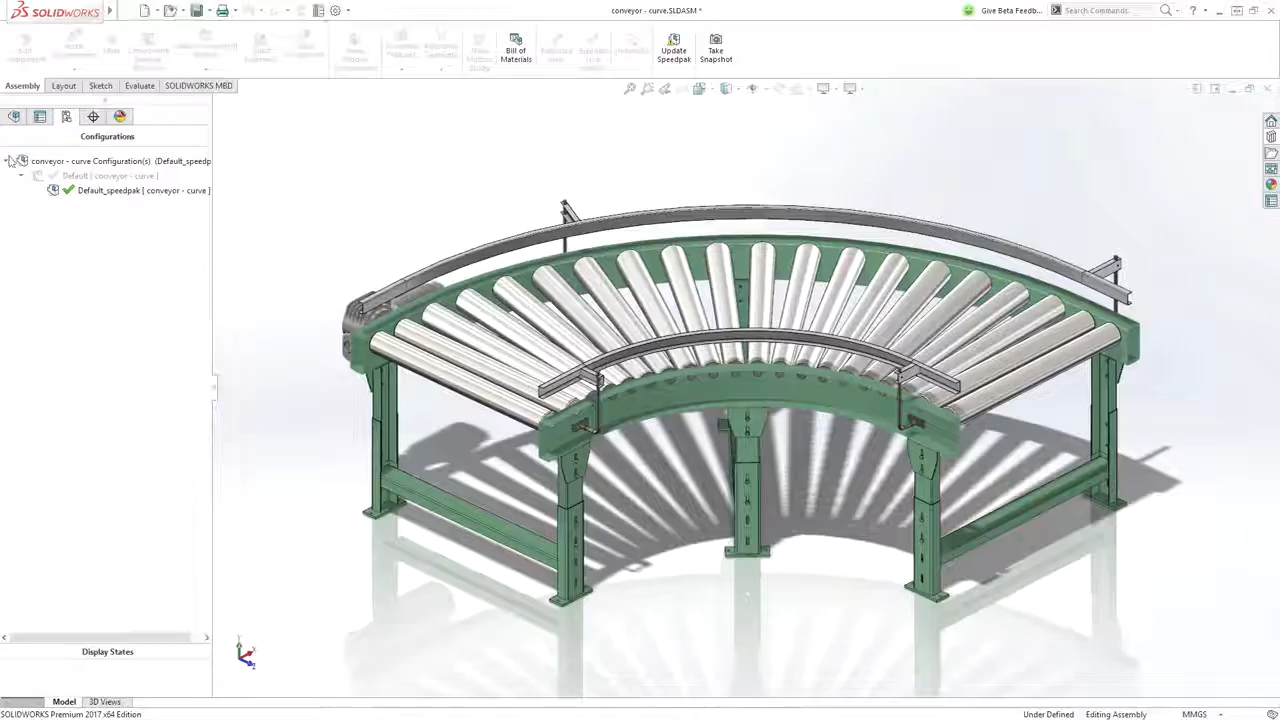 SOLIDWORKS
conveyor - curve.SLDASM *
Give Beta Feedb...
Search Commands
Bill of
Materials
Update
Speedpak
Take
Snapshot
Assembly
Layout
Sketch
Evaluate
SOLIDWORKS MBD
Configurations
conveyor - curve Configuration(s) (Default_speedp
Default [ conveyor - curve ]
Default_speedpak [ conveyor - curve ]
Display States
Model
3D Views
SOLIDWORKS Premium 2017 x64 Edition
Under Defined
Editing Assembly
MMGS